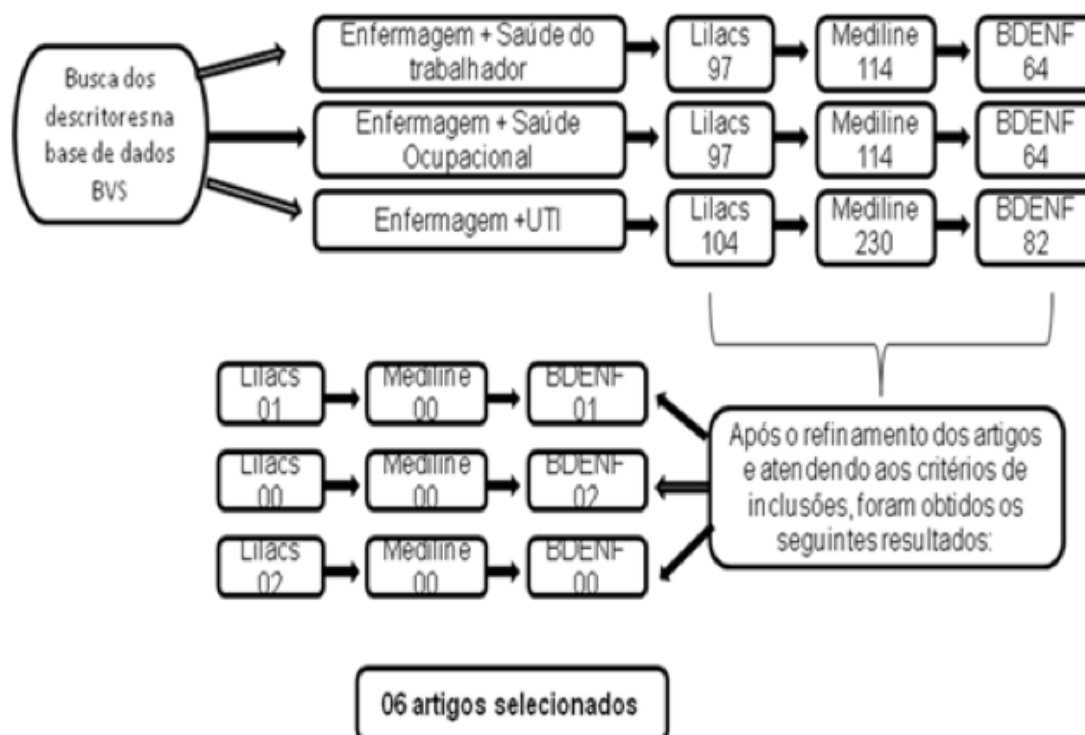 Busca dos
descritores na
base de dados
BVS
Enfermagem + Saúde do
trabalhador
Lilacs
97
Mediline
114
BDENF
64
Enfermagem + Saúde
Ocupacional
Lilacs
97
Mediline
114
BDENF
64
Enfermagem +UTI
Lilacs
104
Mediline
230
BDENF
82
Lilacs
01
Mediline
00
BDENF
01
Lilacs
00
Mediline
00
BDENF
02
Lilacs
02
Mediline
00
BDENF
00
Após o refinamento dos artigos
e atendendo aos critérios de
inclusões, foram obtidos os
seguintes resultados:
06 artigos selecionados